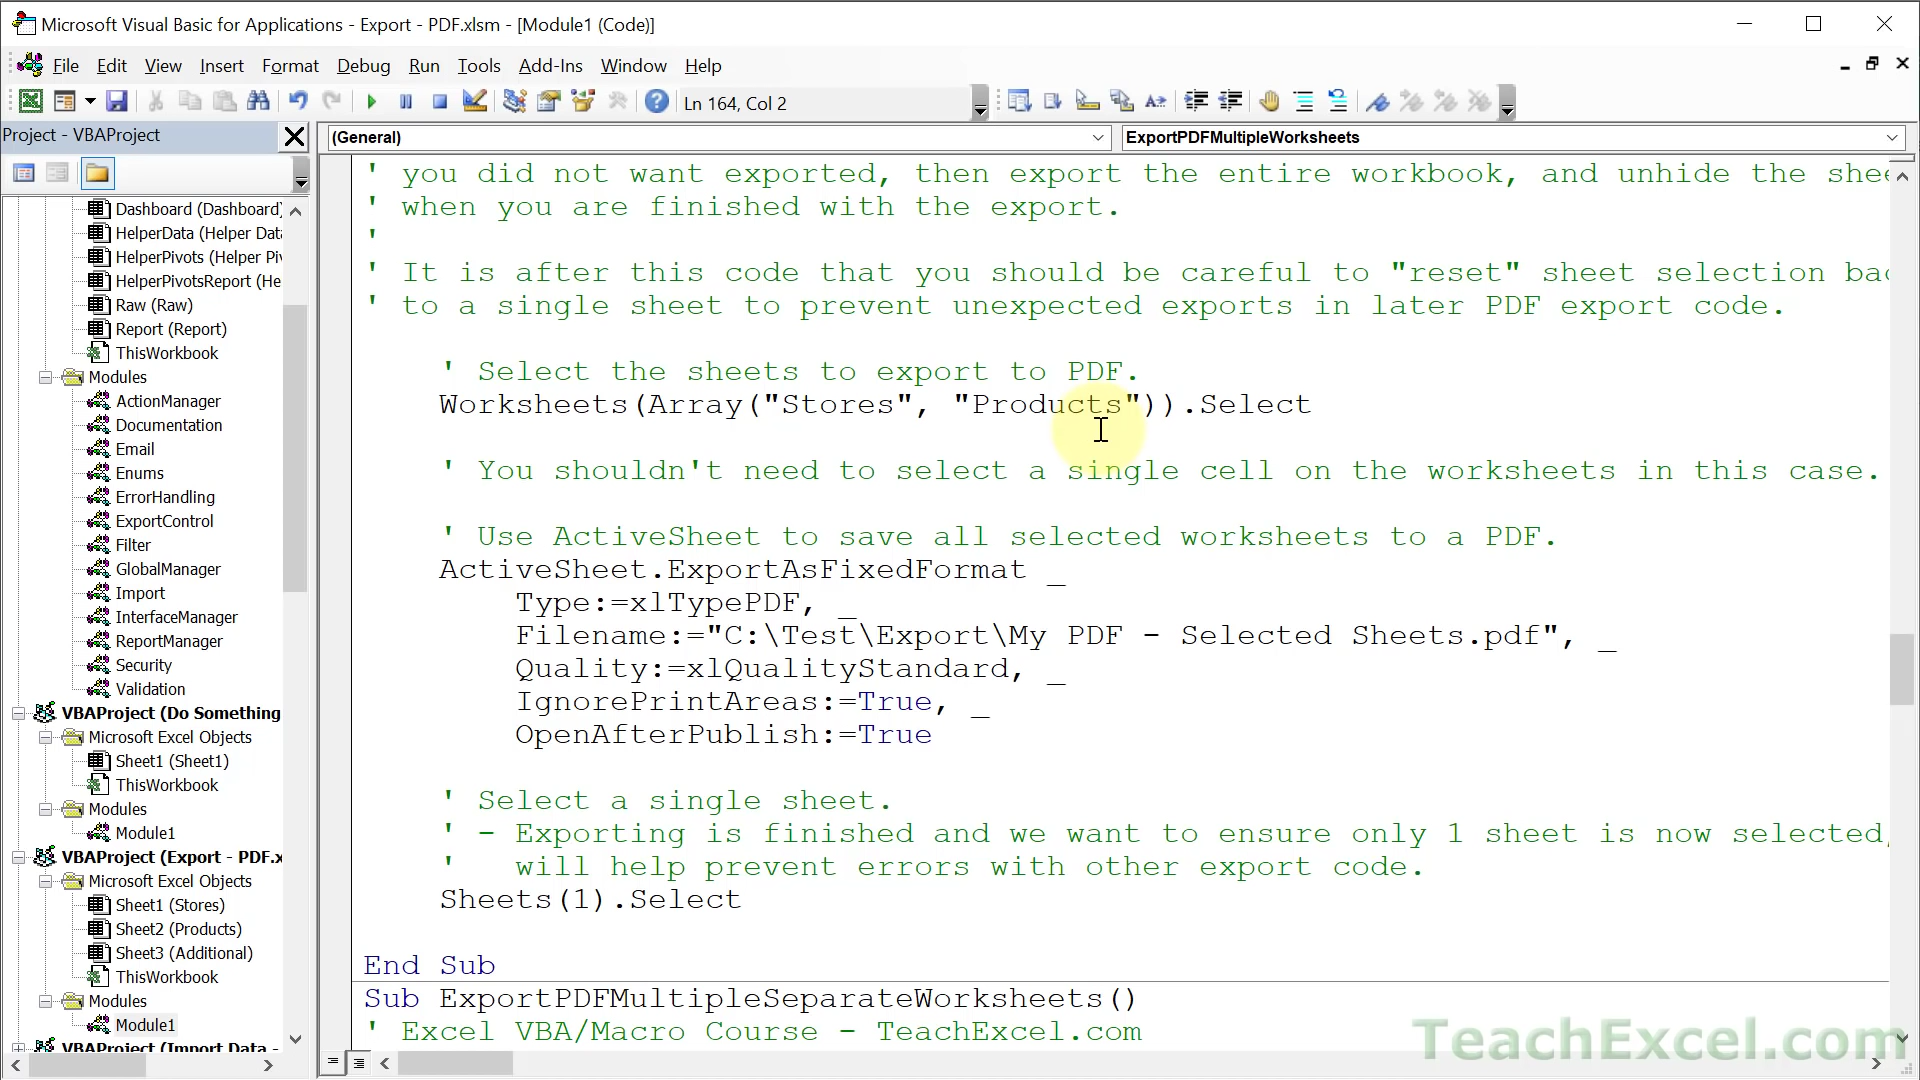 Microsoft Visual Basic for Applications - Export - PDF.xlsm - [Module1 (Code)]
File Edit View Insert Format Debug Run Tools Add-Ins Window Help
Ln 164, Col 2
Project - VBAProject
(General)
ExportPDFMultipleWorksheets
Dashboard (Dashboard)
HelperData (Helper Dat
HelperPivots (Helper Piv
HelperPivotsReport (He
Raw (Raw)
Report (Report)
ThisWorkbook
Modules
ActionManager
Documentation
Email
Enums
ErrorHandling
ExportControl
Filter
GlobalManager
Import
InterfaceManager
ReportManager
Security
Validation
VBAProject (Do Something
Microsoft Excel Objects
Sheet1 (Sheet1)
ThisWorkbook
Modules
Module1
VBAProject (Export - PDF.x
Microsoft Excel Objects
Sheet1 (Stores)
Sheet2 (Products)
Sheet3 (Additional)
ThisWorkbook
Modules
Module1
VBAProject (Import Data -
' you did not want exported, then export the entire workbook, and unhide the shee
' when you are finished with the export.
'
' It is after this code that you should be careful to "reset" sheet selection bac
' to a single sheet to prevent unexpected exports in later PDF export code.
' Select the sheets to export to PDF.
Worksheets(Array("Stores", "Products")).Select
' You shouldn't need to select a single cell on the worksheets in this case.
' Use ActiveSheet to save all selected worksheets to a PDF.
ActiveSheet.ExportAsFixedFormat _
Type:=xlTypePDF, _
Filename:="C:\Test\Export\My PDF - Selected Sheets.pdf", _
Quality:=xlQualityStandard, _
IgnorePrintAreas:=True, _
OpenAfterPublish:=True
' Select a single sheet.
' - Exporting is finished and we want to ensure only 1 sheet is now selected,
' will help prevent errors with other export code.
Sheets(1).Select
End Sub
Sub ExportPDFMultipleSeparateWorksheets()
' Excel VBA/Macro Course - TeachExcel.com
TeachExcel.com